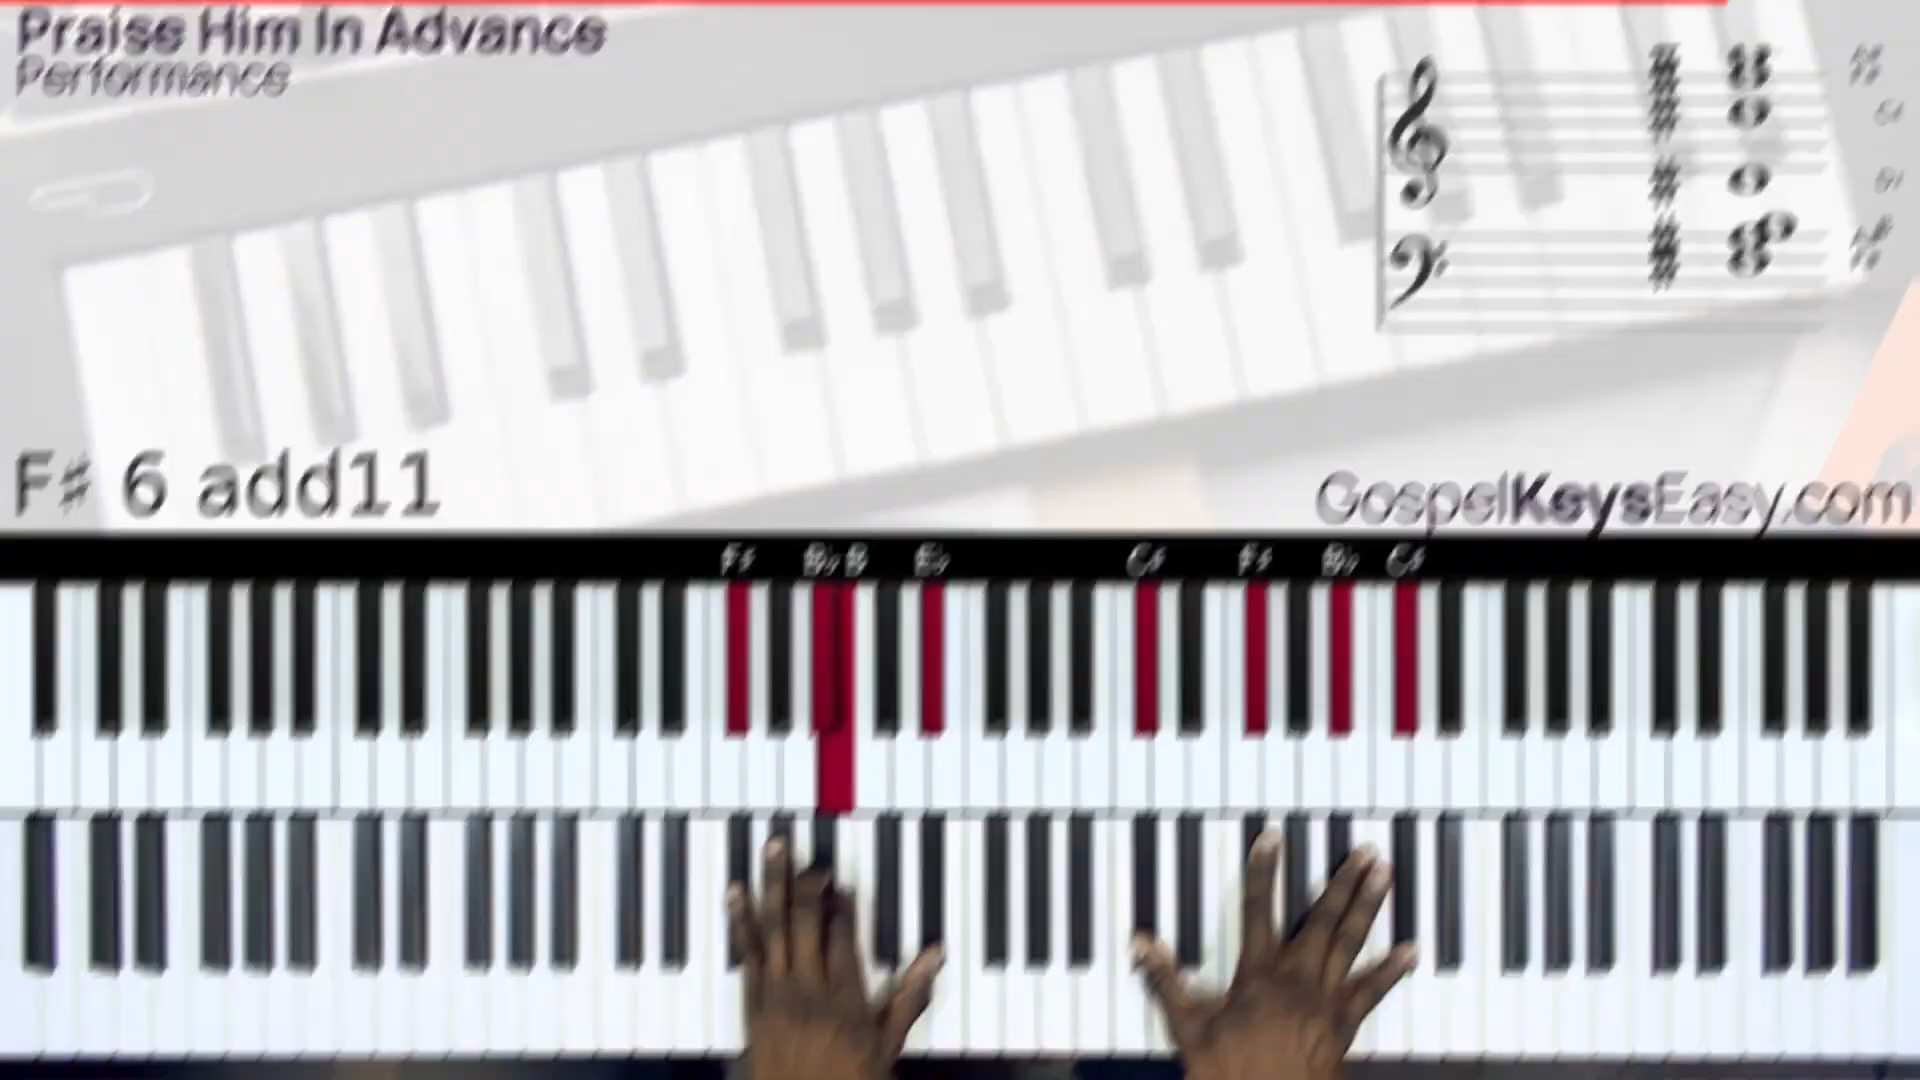 Praise Him In Advance
Performance
F♯ 6 add11
GospelKeysEasy.com
F♯ B♭ B E♭ C♯ F♯ B♭ C♯